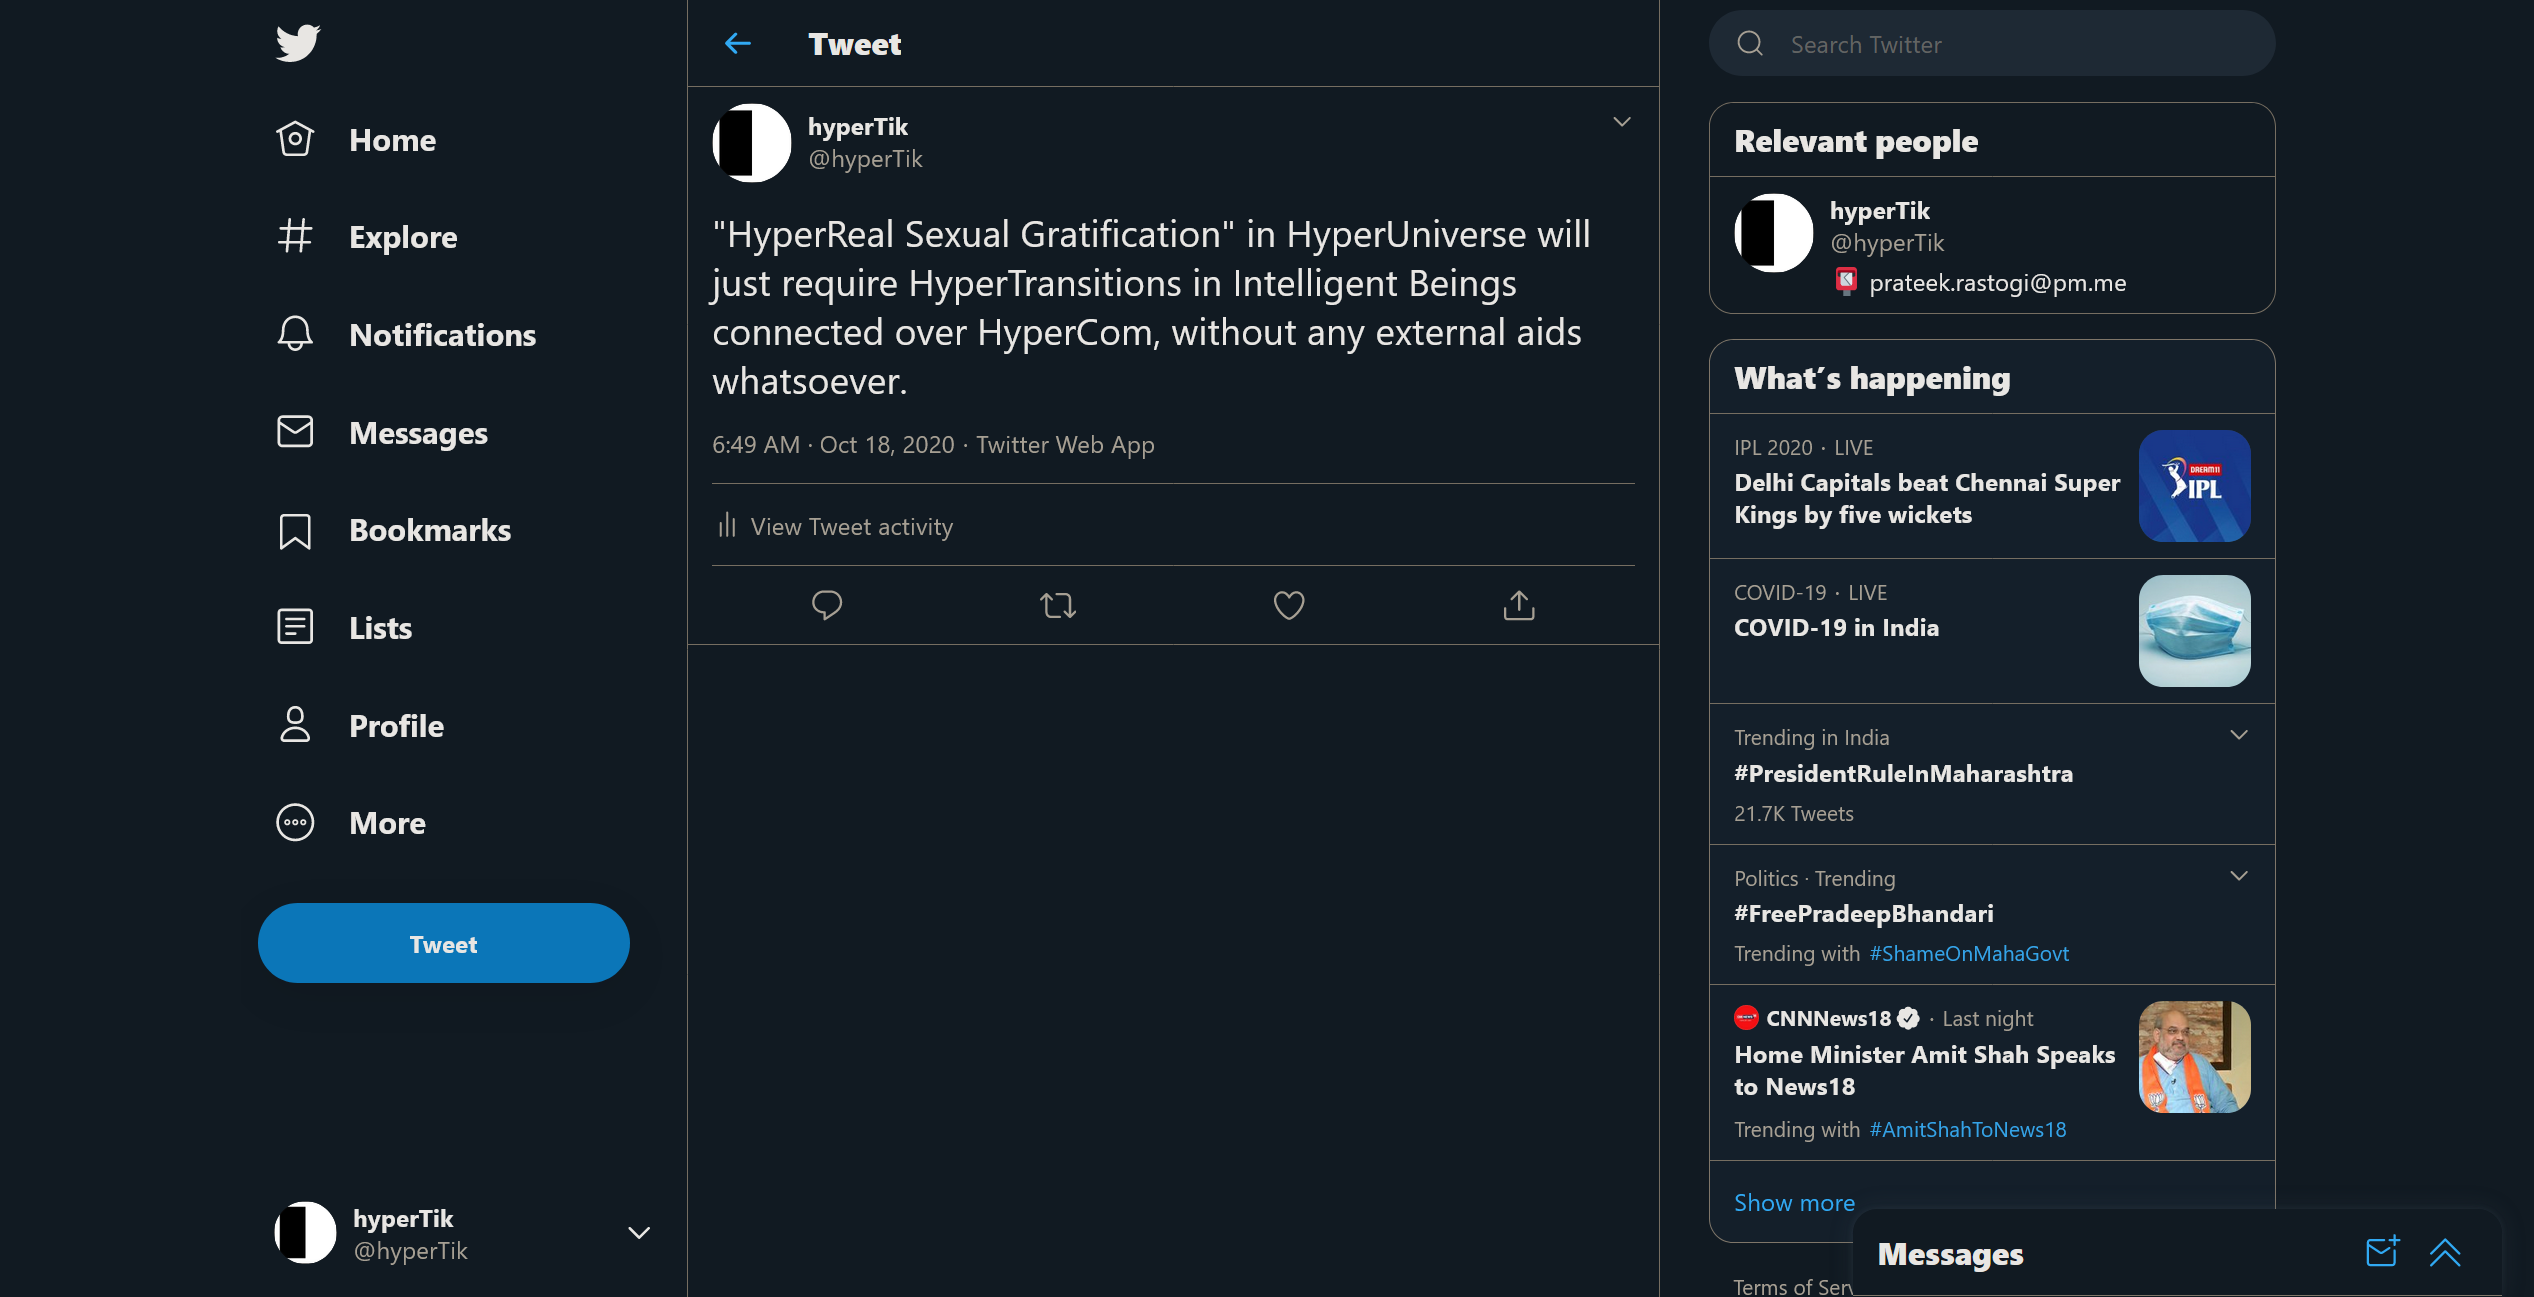 Home
Explore
Notifications
Messages
Bookmarks
Lists
Profile
More
Tweet
hyperTik
@hyperTik
Tweet
hyperTik
@hyperTik
"HyperReal Sexual Gratification" in HyperUniverse will
just require HyperTransitions in Intelligent Beings
connected over HyperCom, without any external aids
whatsoever.
6:49 AM · Oct 18, 2020 · Twitter Web App
View Tweet activity
Search Twitter
Relevant people
hyperTik
@hyperTik
prateek.rastogi@pm.me
What's happening
IPL 2020 · LIVE
Delhi Capitals beat Chennai Super
Kings by five wickets
DREAM11
IPL
COVID-19 · LIVE
COVID-19 in India
Trending in India
#PresidentRuleInMaharashtra
21.7K Tweets
Politics · Trending
#FreePradeepBhandari
Trending with #ShameOnMahaGovt
CNNNews18 · Last night
Home Minister Amit Shah Speaks
to News18
Trending with #AmitShahToNews18
Show more
Messages
Terms of Serv